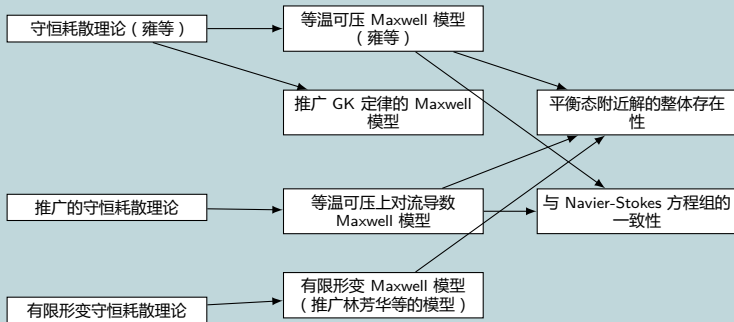 守恒耗散理论（雍等）
等温可压 Maxwell 模型
（雍等）
推广 GK 定律的 Maxwell
模型
平衡态附近解的整体存在
性
推广的守恒耗散理论
等温可压上对流导数
Maxwell 模型
与 Navier-Stokes 方程组的
一致性
有限形变守恒耗散理论
有限形变 Maxwell 模型
（推广林芳华等的模型）